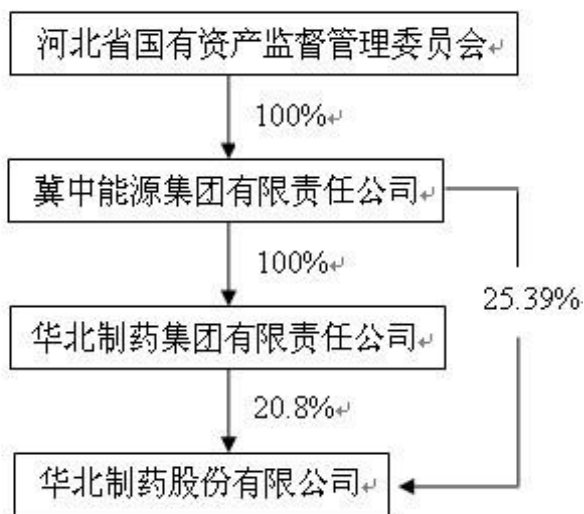 河北省国有资产监督管理委员会
100%
冀中能源集团有限责任公司
100%
25.39%
华北制药集团有限责任公司
20.8%
华北制药股份有限公司